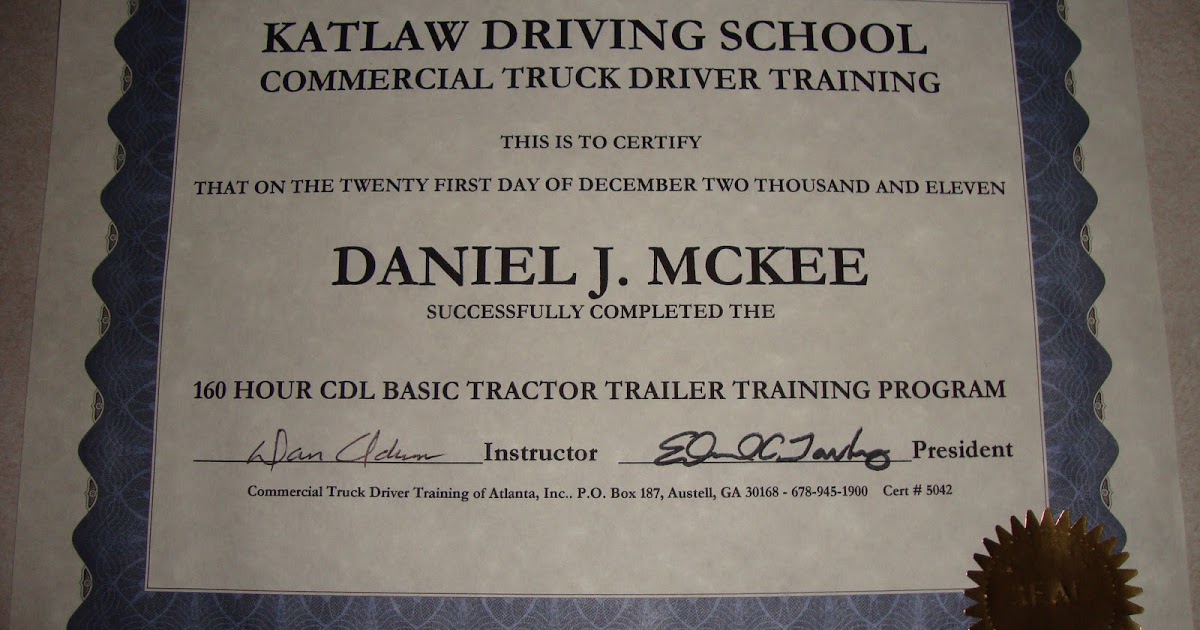 KATLAW DRIVING SCHOOL
COMMERCIAL TRUCK DRIVER TRAINING
THIS IS TO CERTIFY
THAT ON THE TWENTY FIRST DAY OF DECEMBER TWO THOUSAND AND ELEVEN
DANIEL J. MCKEE
SUCCESSFULLY COMPLETED THE
160 HOUR CDL BASIC TRACTOR TRAILER TRAINING PROGRAM
Dan Instructor President
Commercial Truck Driver Training of Atlanta, Inc.. P.O. Box 187, Austell, GA 30168 - 678-945-1900 Cert # 5042